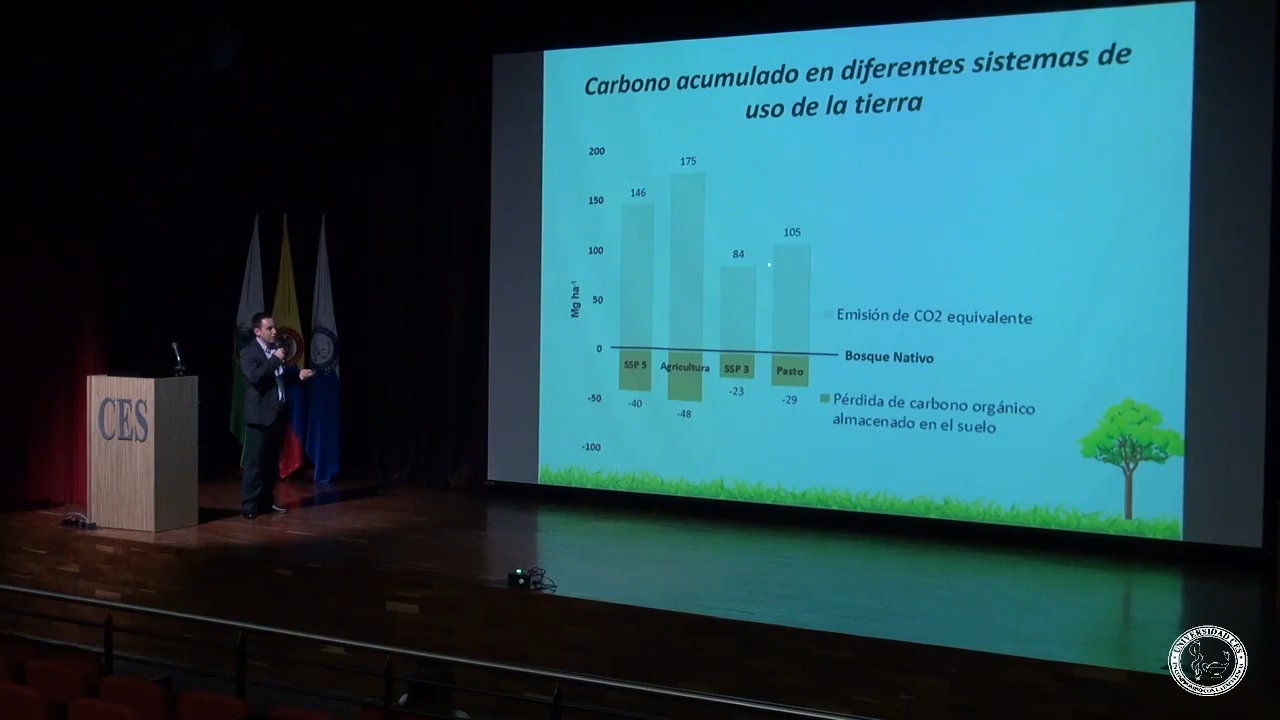 Carbono acumulado en diferentes sistemas de
uso de la tierra
200
175
146
150
105
100
84
Mg ha⁻¹
50
Emisión de CO2 equivalente
0
Bosque Nativo
SSP 5
Agricultura
SSP 3
Pasto
-50
-40
-48
-23
-29
Pérdida de carbono orgánico
almacenado en el suelo
-100
CES
UNIVERSIDAD CES